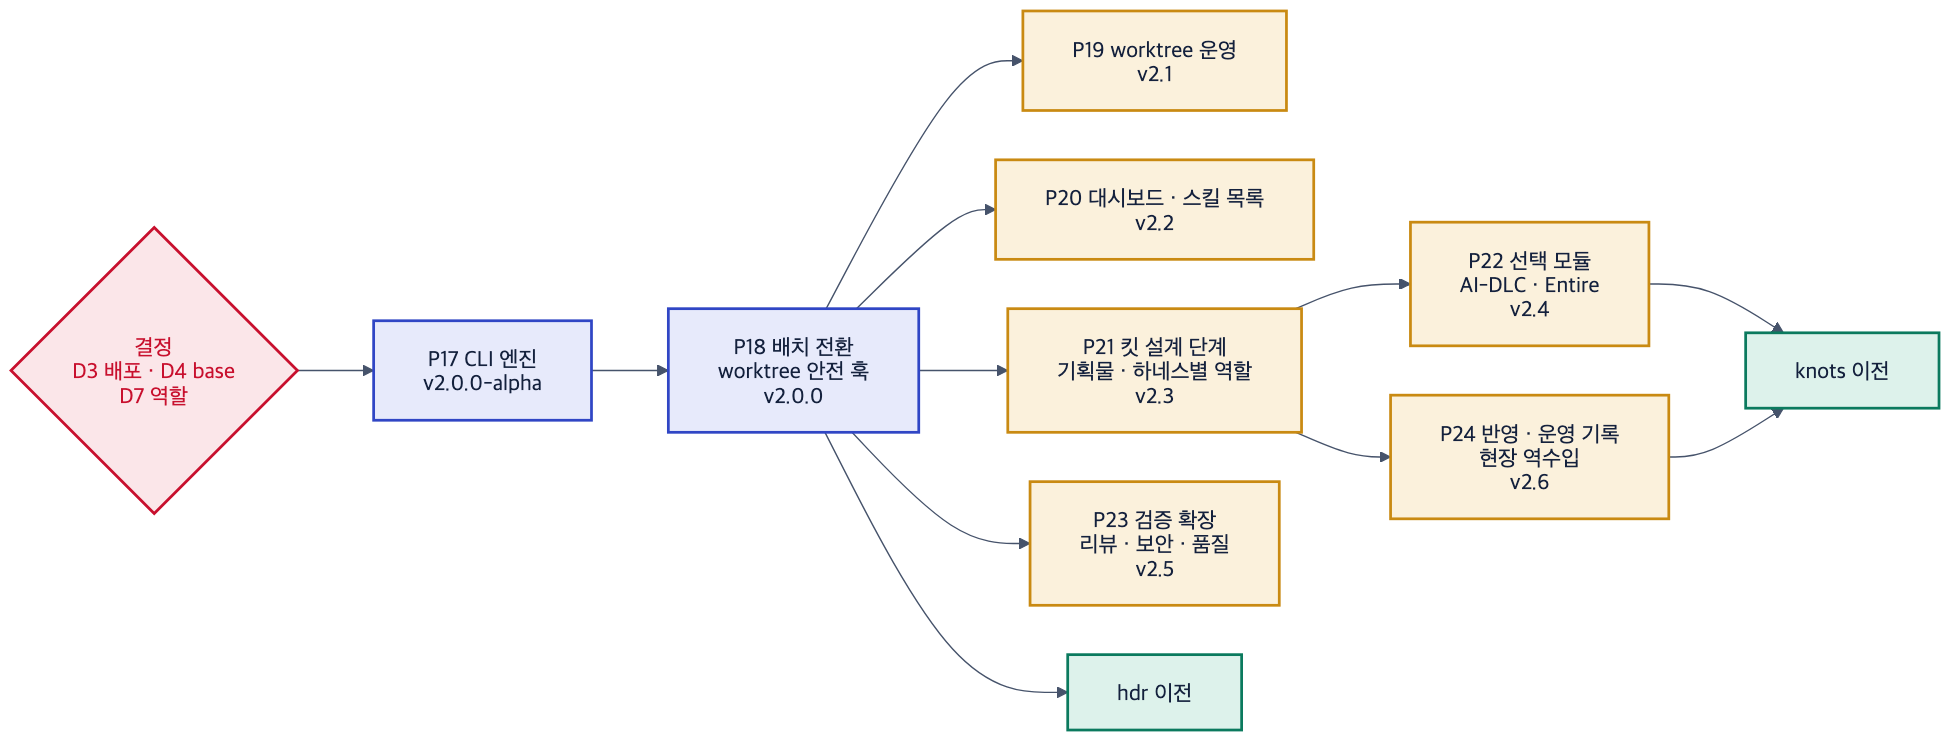 결정
D3 배포 · D4 base
D7 역할
P17 CLI 엔진
v2.0.0-alpha
P18 배치 전환
worktree 안전 훅
v2.0.0
P19 worktree 운영
v2.1
P20 대시보드 · 스킬 목록
v2.2
P21 킷 설계 단계
기획물 · 하네스별 역할
v2.3
P23 검증 확장
리뷰 · 보안 · 품질
v2.5
hdr 이전
P22 선택 모듈
AI-DLC · Entire
v2.4
P24 반영 · 운영 기록
현장 역수입
v2.6
knots 이전